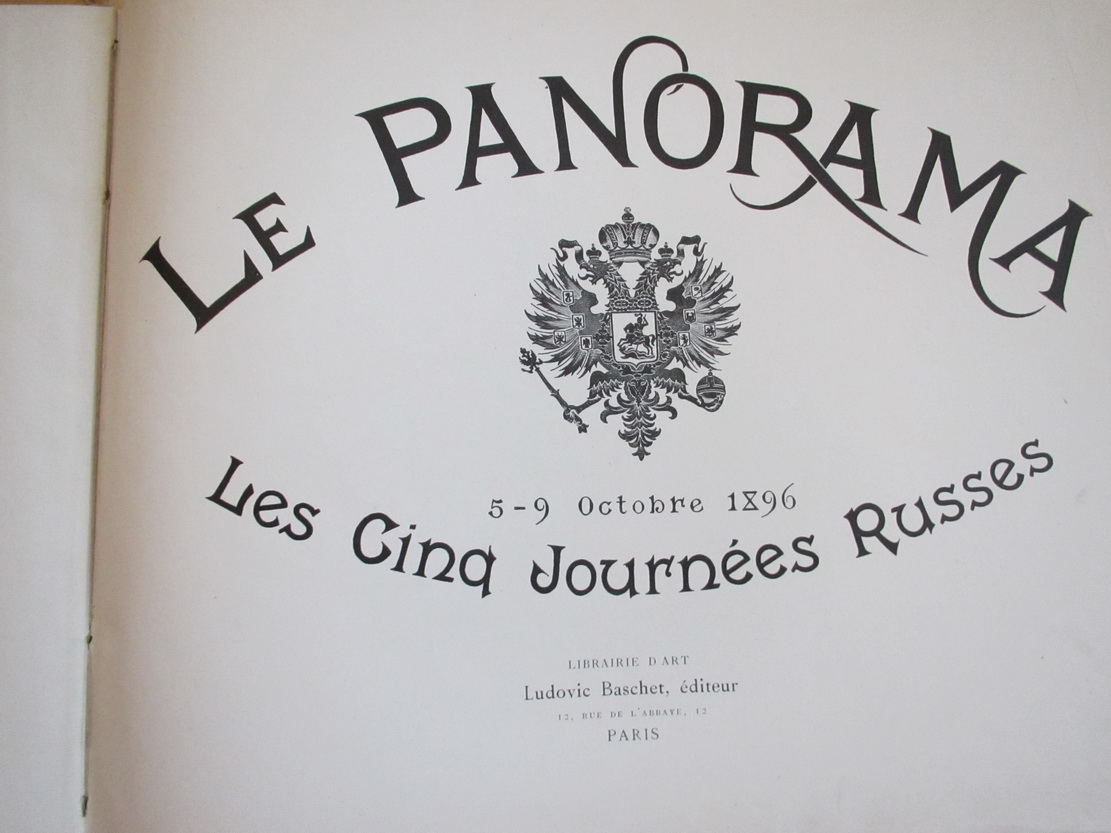 LE PANORAMA
5-9 Octobre 1896
Les Cinq Journées Russes
LIBRAIRIE D'ART
Ludovic Baschet, éditeur
12, RUE DE L'ABBAYE, 12
PARIS